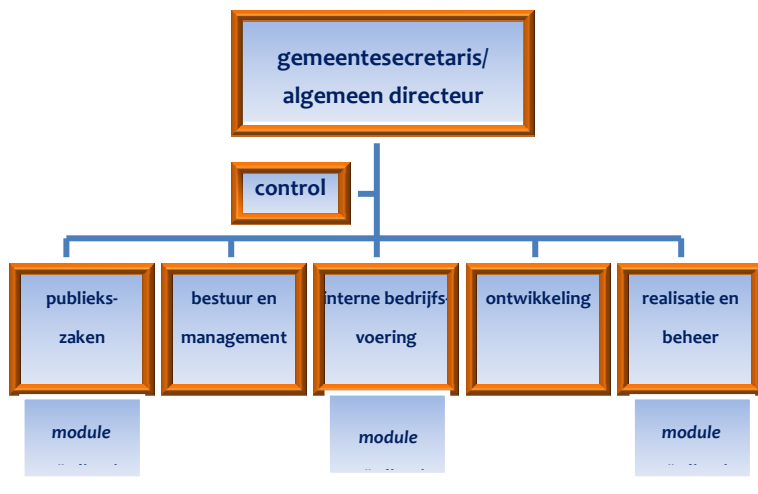 gemeentesecretaris/
algemeen directeur
control
publieks-
zaken
bestuur en
management
interne bedrijfs-
voering
ontwikkeling
realisatie en
beheer
module
module
module